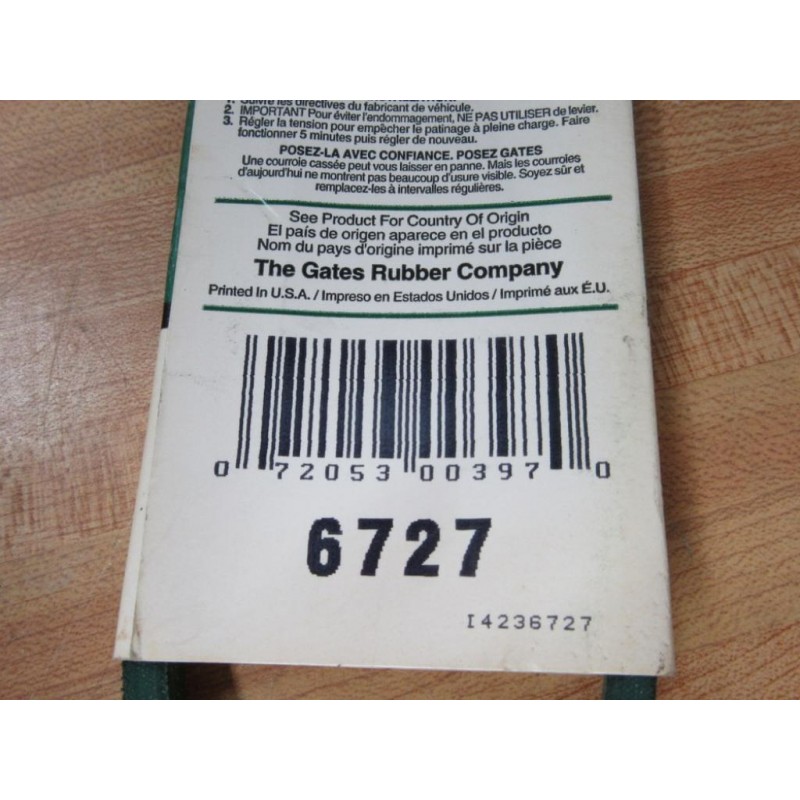 1. Suivre les directives du fabricant de véhicule.
2. IMPORTANT Pour éviter l'endommagement, NE PAS UTILISER de levier.
3. Régler la tension pour empêcher le patinage à pleine charge. Faire
fonctionner 5 minutes puis régler de nouveau.
POSEZ-LA AVEC CONFIANCE. POSEZ GATES
Une courroie cassée peut vous laisser en panne. Mais les courroies
d'aujourd'hui ne montrent pas beaucoup d'usure visible. Soyez sûr et
remplacez-les à intervalles régulières.
See Product For Country Of Origin
El país de origen aparece en el producto
Nom du pays d'origine imprimé sur la pièce
The Gates Rubber Company
Printed In U.S.A. / Impreso en Estados Unidos / Imprimé aux É.U.
0 72053 00397 0
6727
I4236727